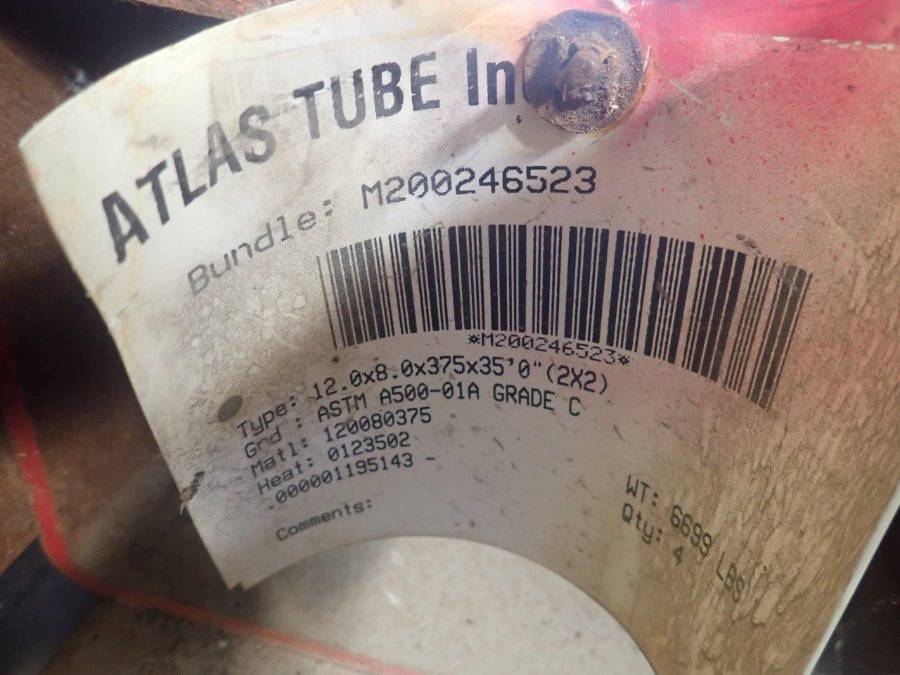 ATLAS TUBE In
Bundle: M200246523
*M200246523*
Type: 12.0x8.0x375x35'0"(2X2)
Grd : ASTM A500-01A GRADE C
Matl: 120080375
Heat: 0123502
.000001195143 -
Comments:
WT: 6699 LBS
Qty: 4